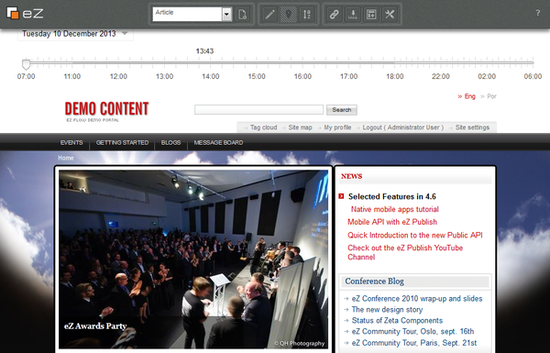 eZ
Article
?
Tuesday 10 December 2013
13:43
07:00 11:00 12:00 13:00 14:00 15:00 16:00 17:00 18:00 22:00 02:00 06:00
Eng Por
DEMO CONTENT
EZ FLOW DEMO PORTAL
Search
Tag cloud Site map My profile Logout ( Administrator User ) Site settings
EVENTS GETTING STARTED BLOGS MESSAGE BOARD
Home
eZ Awards Party
© QH Photography
NEWS
Selected Features in 4.6
Native mobile apps tutorial
Mobile API with eZ Publish
Quick Introduction to the new Public API
Check out the eZ Publish YouTube
Channel
Conference Blog
eZ Conference 2010 wrap-up and slides
The new design story
Status of Zeta Components
eZ Community Tour, Oslo, sept. 16th
eZ Community Tour, Paris, Sept. 21st